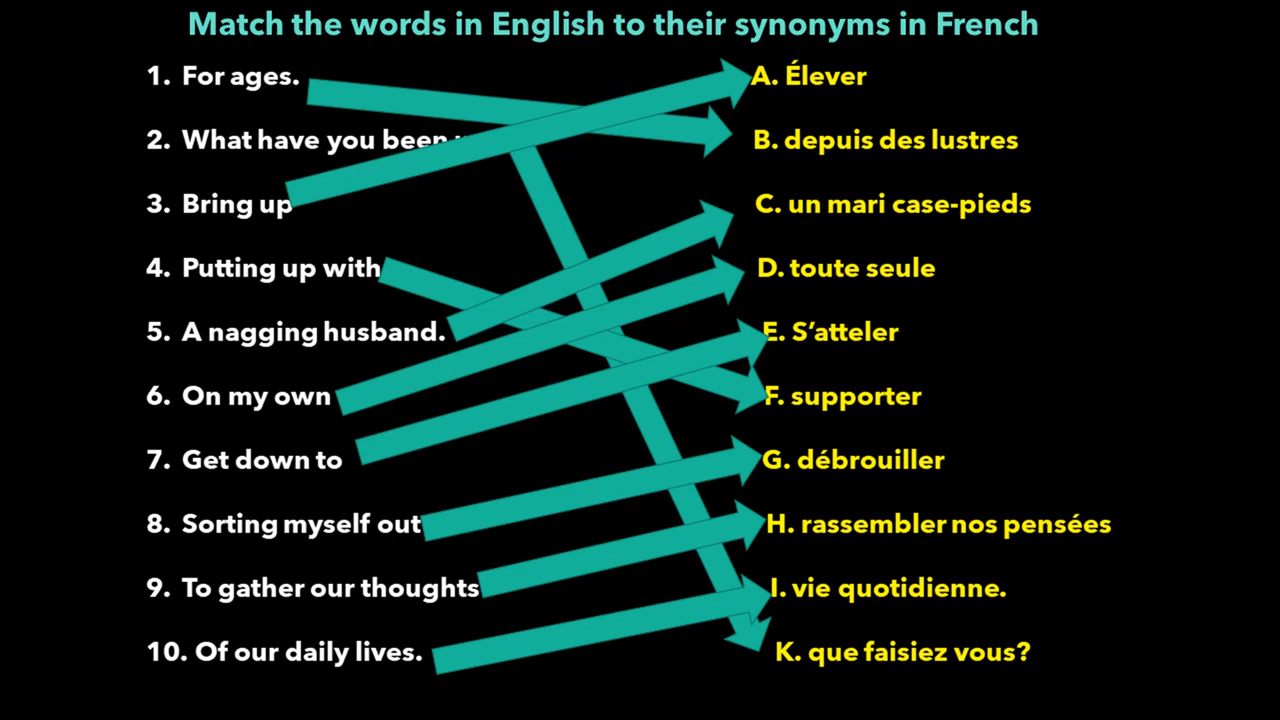 Match the words in English to their synonyms in French
1. For ages.
A. Élever
2. What have you been
B. depuis des lustres
3. Bring up
C. un mari case-pieds
4. Putting up with
D. toute seule
5. A nagging husband.
E. S’atteler
6. On my own
F. supporter
7. Get down to
G. débrouiller
8. Sorting myself out
H. rassembler nos pensées
9. To gather our thoughts
I. vie quotidienne.
10. Of our daily lives.
K. que faisiez vous?